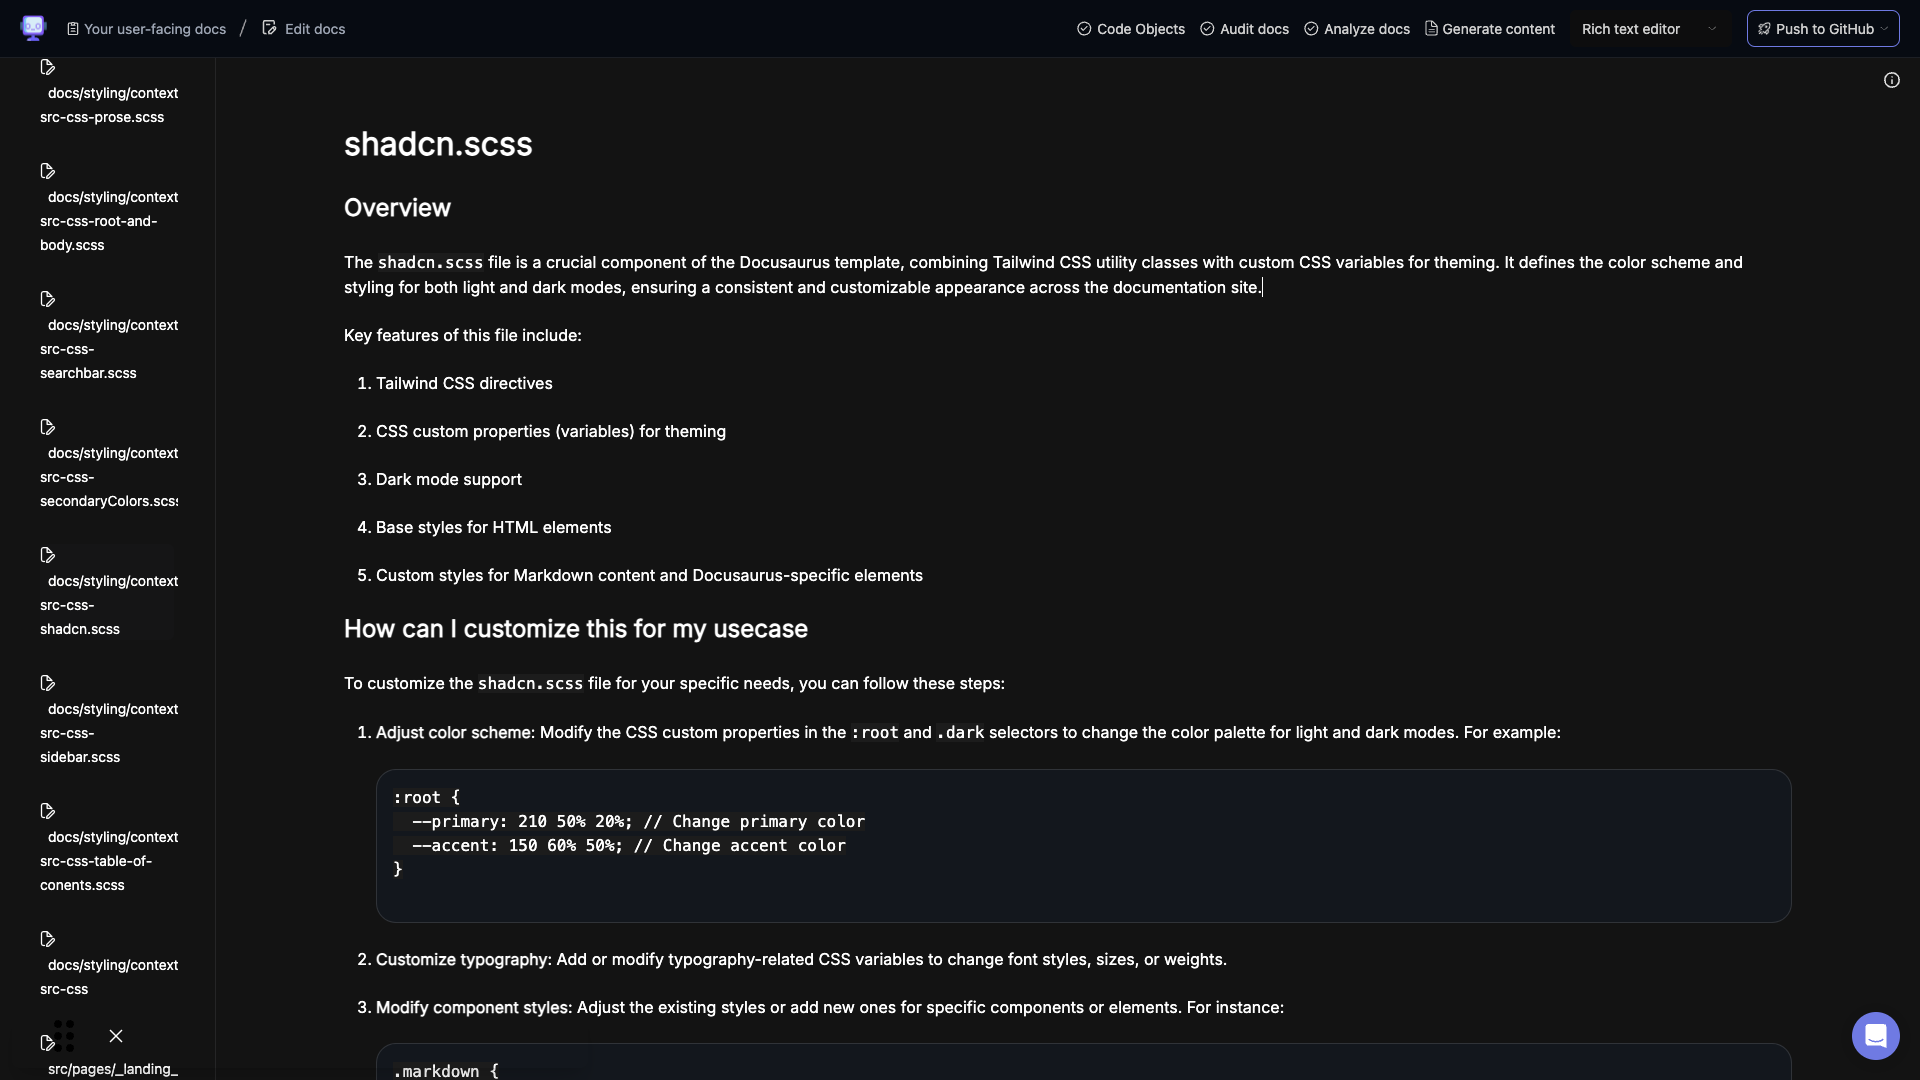 Your user-facing docs / Edit docs
Code Objects
Audit docs
Analyze docs
Generate content
Rich text editor
Push to GitHub
docs/styling/context
src-css-prose.scss
docs/styling/context
src-css-root-and-
body.scss
docs/styling/context
src-css-
searchbar.scss
docs/styling/context
src-css-
secondaryColors.scss
docs/styling/context
src-css-
shadcn.scss
docs/styling/context
src-css-
sidebar.scss
docs/styling/context
src-css-table-of-
conents.scss
docs/styling/context
src-css
src/pages/_landing_
shadcn.scss
Overview
The shadcn.scss file is a crucial component of the Docusaurus template, combining Tailwind CSS utility classes with custom CSS variables for theming. It defines the color scheme and
styling for both light and dark modes, ensuring a consistent and customizable appearance across the documentation site.
Key features of this file include:
1. Tailwind CSS directives
2. CSS custom properties (variables) for theming
3. Dark mode support
4. Base styles for HTML elements
5. Custom styles for Markdown content and Docusaurus-specific elements
How can I customize this for my usecase
To customize the shadcn.scss file for your specific needs, you can follow these steps:
1. Adjust color scheme: Modify the CSS custom properties in the :root and .dark selectors to change the color palette for light and dark modes. For example:
:root {
--primary: 210 50% 20%; // Change primary color
--accent: 150 60% 50%; // Change accent color
}
2. Customize typography: Add or modify typography-related CSS variables to change font styles, sizes, or weights.
3. Modify component styles: Adjust the existing styles or add new ones for specific components or elements. For instance:
.markdown {